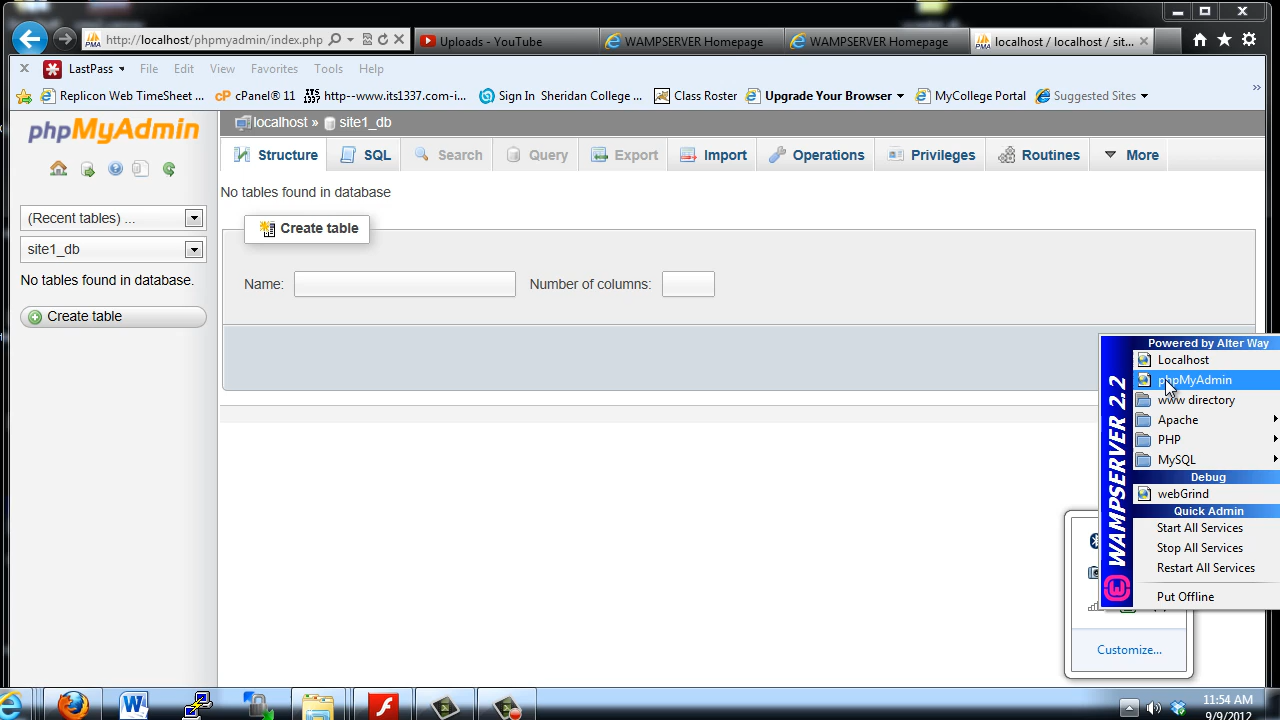 http://localhost/phpmyadmin/index.php
Uploads - YouTube
WAMPSERVER Homepage
WAMPSERVER Homepage
localhost / localhost / sit...
LastPass
File Edit View Favorites Tools Help
Replicon Web TimeSheet ...
cP cPanel® 11
http--www.its1337.com-i...
Sign In Sheridan College ...
Class Roster
Upgrade Your Browser
MyCollege Portal
Suggested Sites
phpMyAdmin
localhost » site1_db
Structure
SQL
Search
Query
Export
Import
Operations
Privileges
Routines
More
(Recent tables) ...
site1_db
No tables found in database.
Create table
No tables found in database
Create table
Name:
Number of columns:
WAMPSERVER 2.2
Powered by Alter Way
Localhost
phpMyAdmin
www directory
Apache
PHP
MySQL
Debug
webGrind
Quick Admin
Start All Services
Stop All Services
Restart All Services
Put Offline
Customize...
11:54 AM
9/9/2012